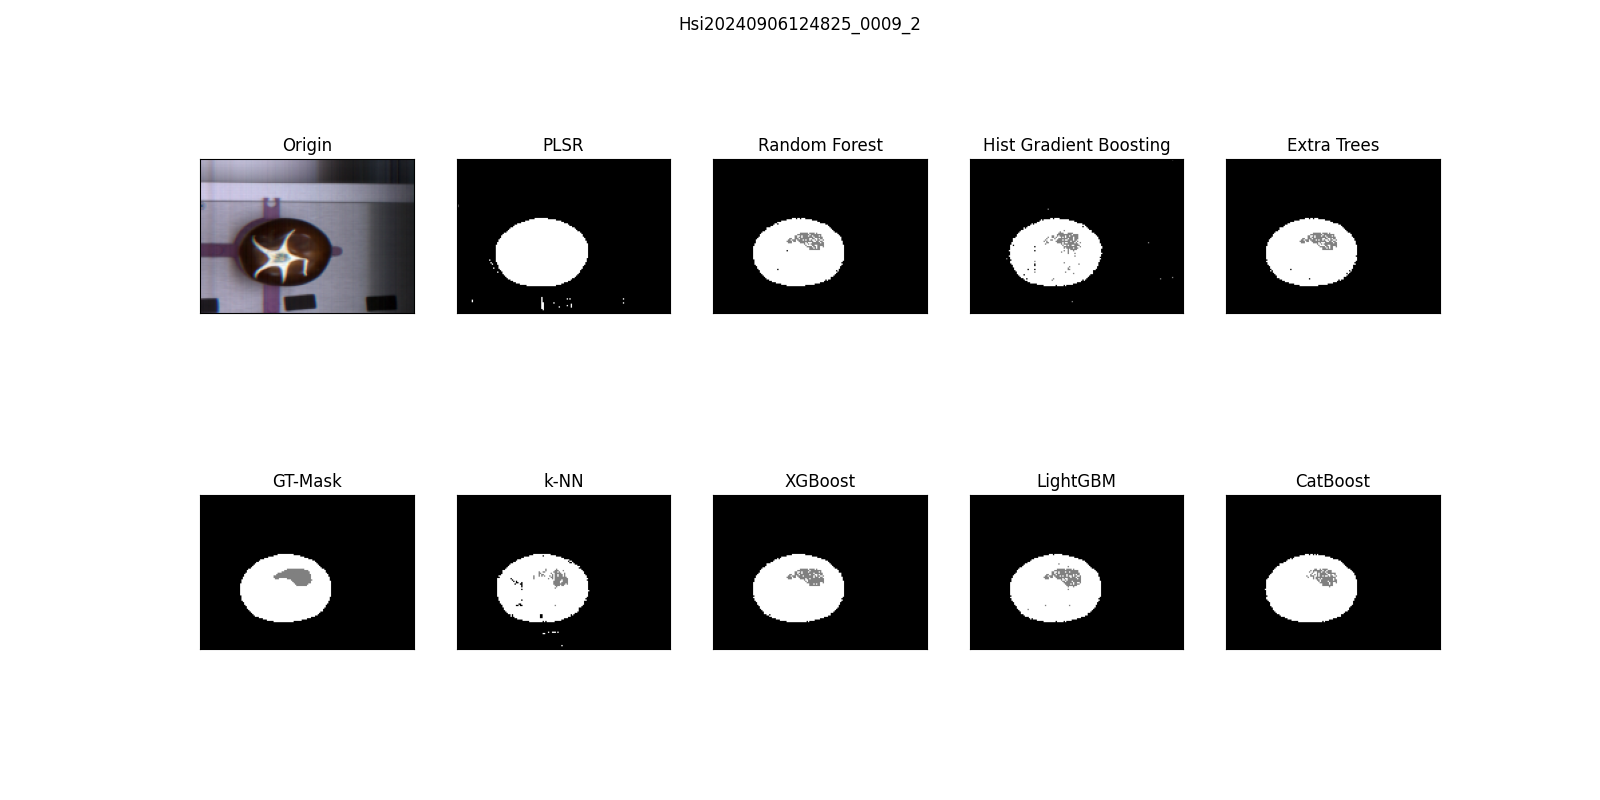 Hsi20240906124825_0009_2
Origin
PLSR
Random Forest
Hist Gradient Boosting
Extra Trees
GT-Mask
k-NN
XGBoost
LightGBM
CatBoost